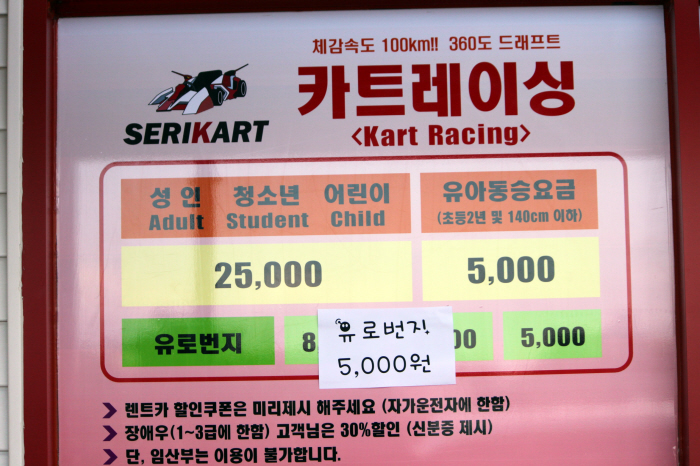 체감속도 100km!! 360도 드래프트
카트레이싱
<Kart Racing>
SERIKART
성 인 청소년 어린이
Adult Student Child
유아동승요금
(초등2년 및 140cm 이하)
25,000
5,000
유로번지
8
00
5,000
유로번지
5,000원
렌트카 할인쿠폰은 미리제시 해주세요 (자가운전자에 한함)
장애우(1~3급에 한함) 고객님은 30%할인 (신분증 제시)
단, 임산부는 이용이 불가합니다.